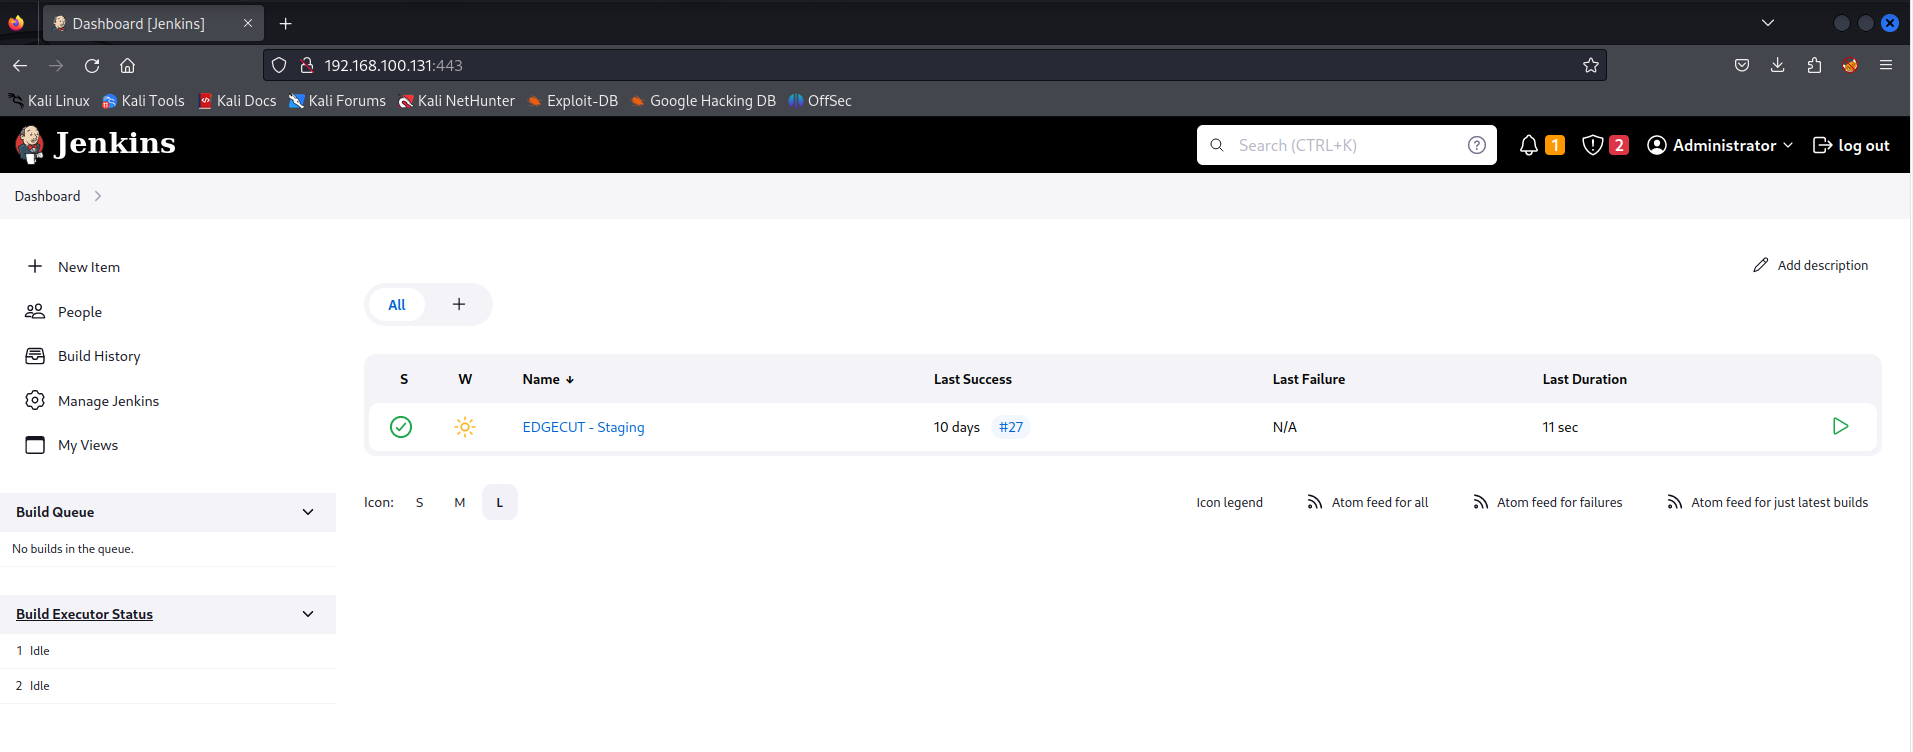 Dashboard [Jenkins]
192.168.100.131:443
Kali Linux Kali Tools Kali Docs Kali Forums Kali NetHunter Exploit-DB Google Hacking DB OffSec
Jenkins Search (CTRL+K) 1 2 Administrator log out
Dashboard
New Item
Add description
People
All
Build History
Manage Jenkins
My Views
S W Name ↓ Last Success Last Failure Last Duration
EDGECUT - Staging 10 days #27 N/A 11 sec
Icon: S M L Icon legend Atom feed for all Atom feed for failures Atom feed for just latest builds
Build Queue
No builds in the queue.
Build Executor Status
1 Idle
2 Idle